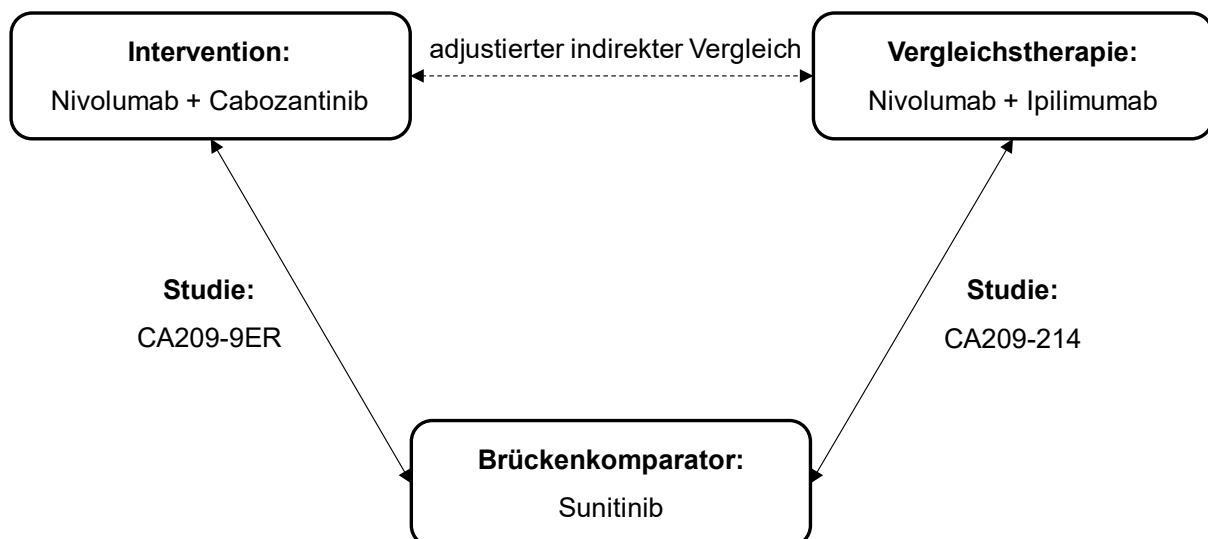 Intervention:
Nivolumab + Cabozantinib
adjustierter indirekter Vergleich
Vergleichstherapie:
Nivolumab + Ipilimumab
Studie:
CA209-9ER
Studie:
CA209-214
Brückenkomparator:
Sunitinib